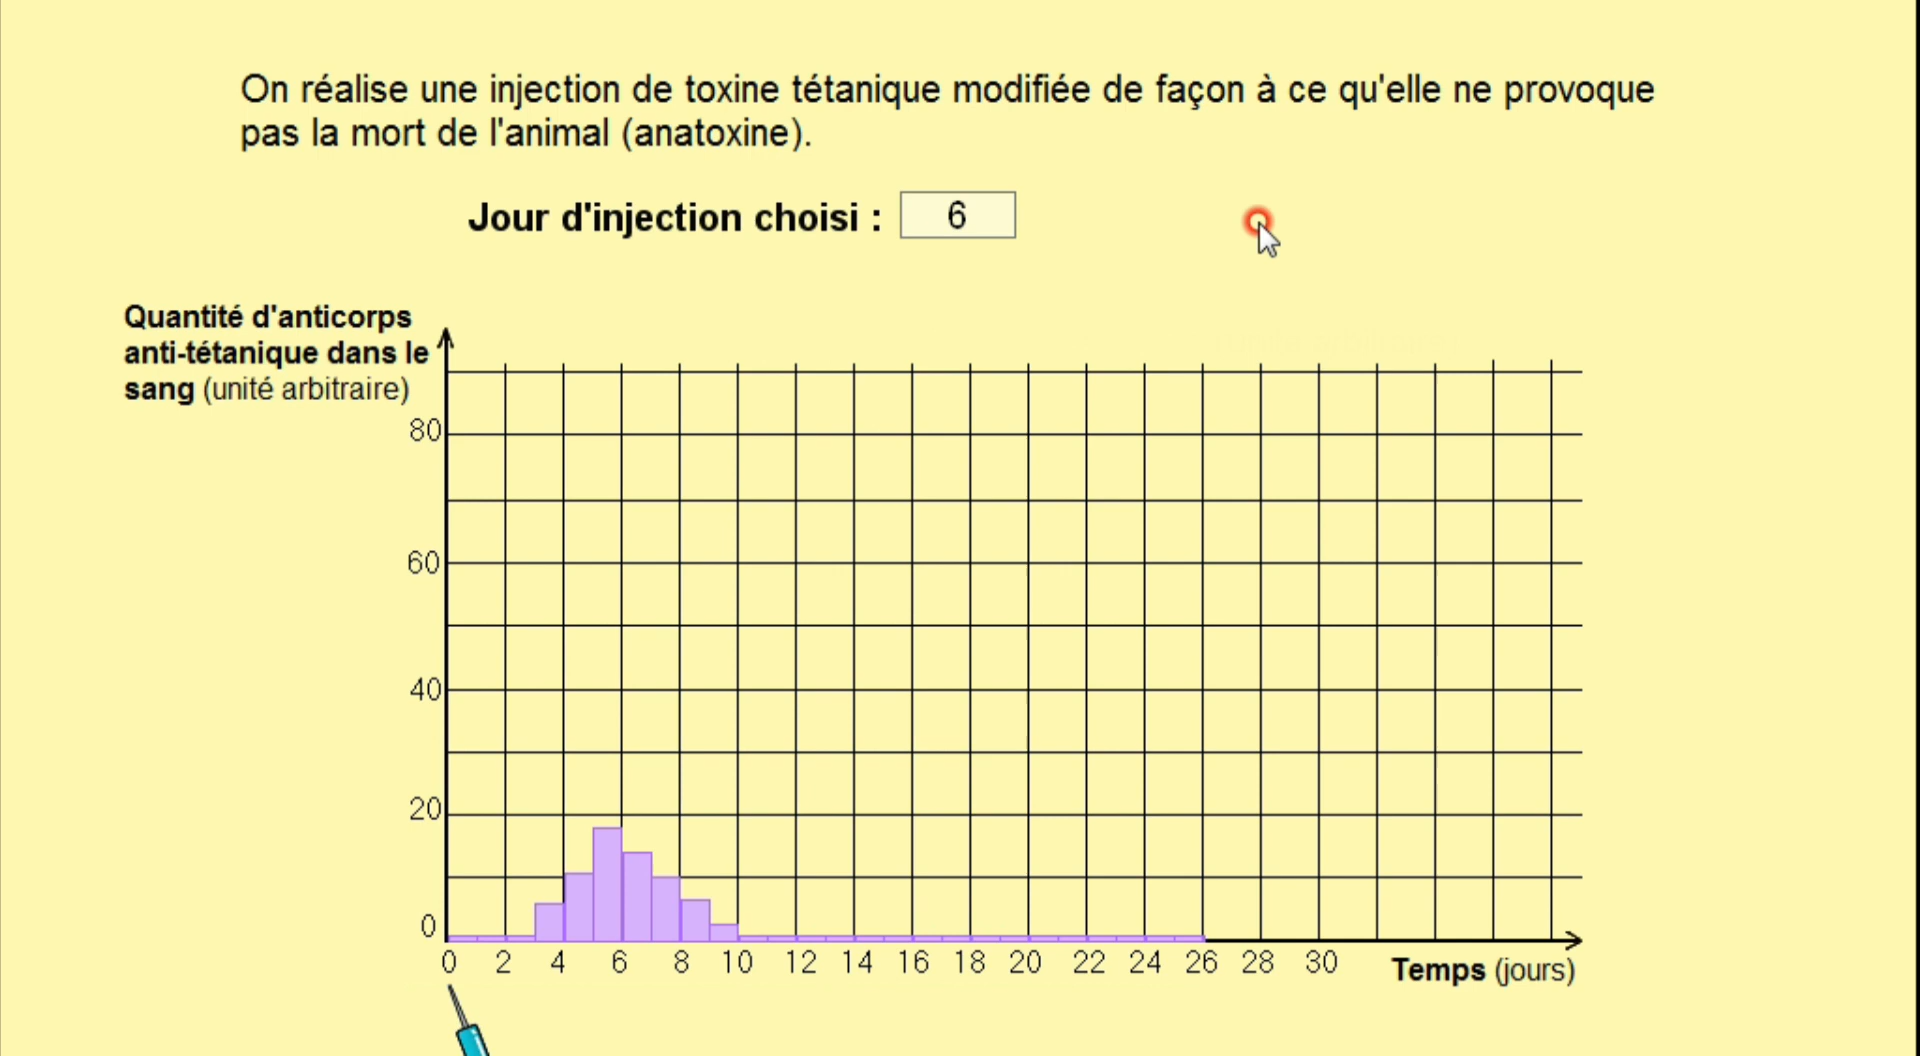 On réalise une injection de toxine tétanique modifiée de façon à ce qu'elle ne provoque
pas la mort de l'animal (anatoxine).
Jour d'injection choisi : 6
Quantité d'anticorps
anti-tétanique dans le
sang (unité arbitraire)
80
60
40
20
0
0 2 4 6 8 10 12 14 16 18 20 22 24 26 28 30
Temps (jours)